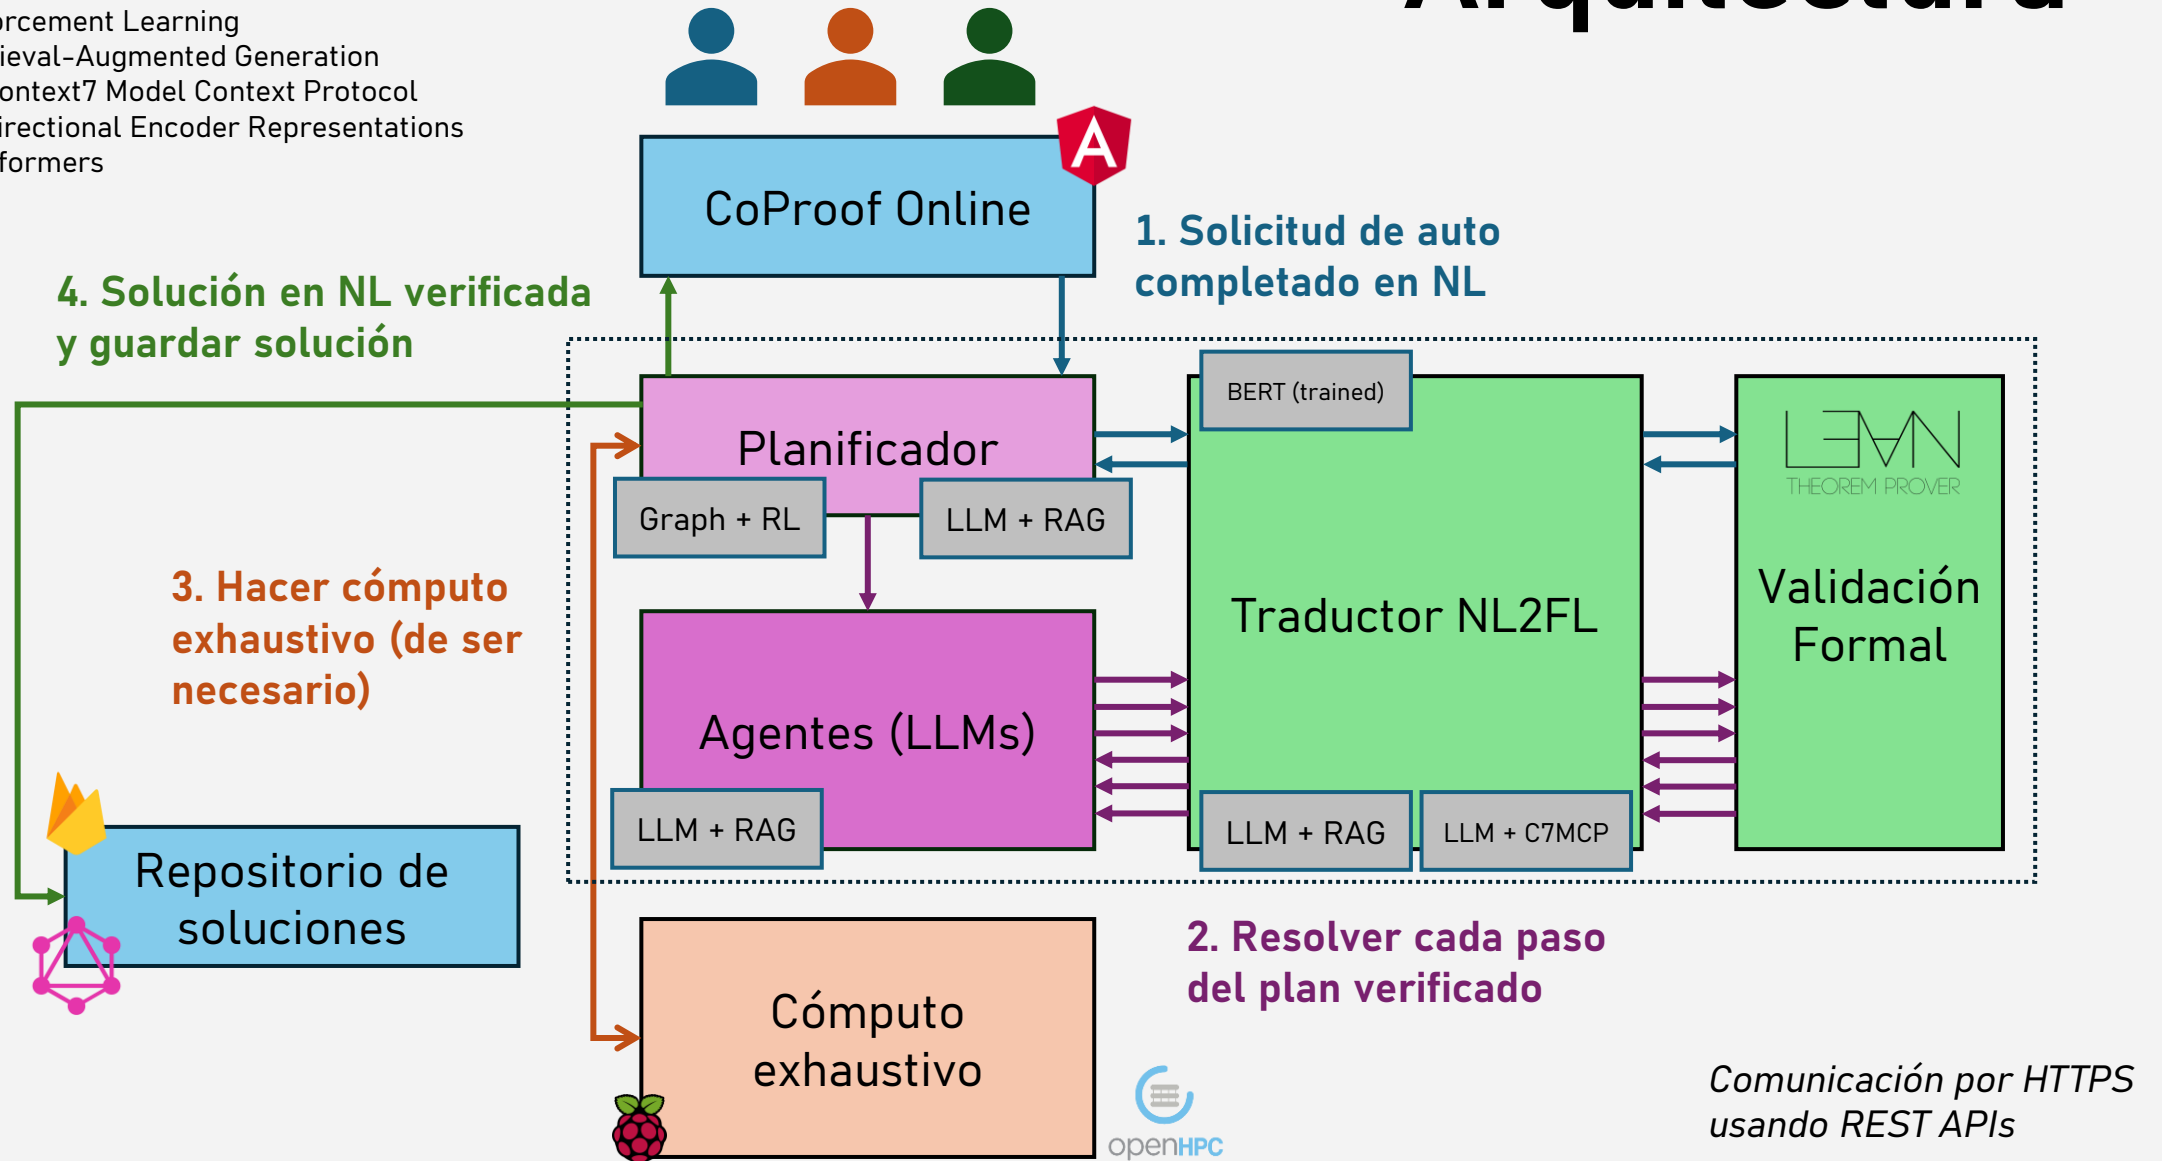 Arquitectura
orcement Learning
ieval-Augmented Generation
ontext7 Model Context Protocol
irectional Encoder Representations
formers
CoProof Online
1. Solicitud de auto
completado en NL
4. Solución en NL verificada
y guardar solución
BERT (trained)
Planificador
LEAN
THEOREM PROVER
Graph + RL
LLM + RAG
3. Hacer cómputo
exhaustivo (de ser
necesario)
Traductor NL2FL
Validación
Formal
Agentes (LLMs)
LLM + RAG
LLM + RAG
LLM + C7MCP
Repositorio de
soluciones
2. Resolver cada paso
del plan verificado
Cómputo
exhaustivo
openHPC
Comunicación por HTTPS
usando REST APIs